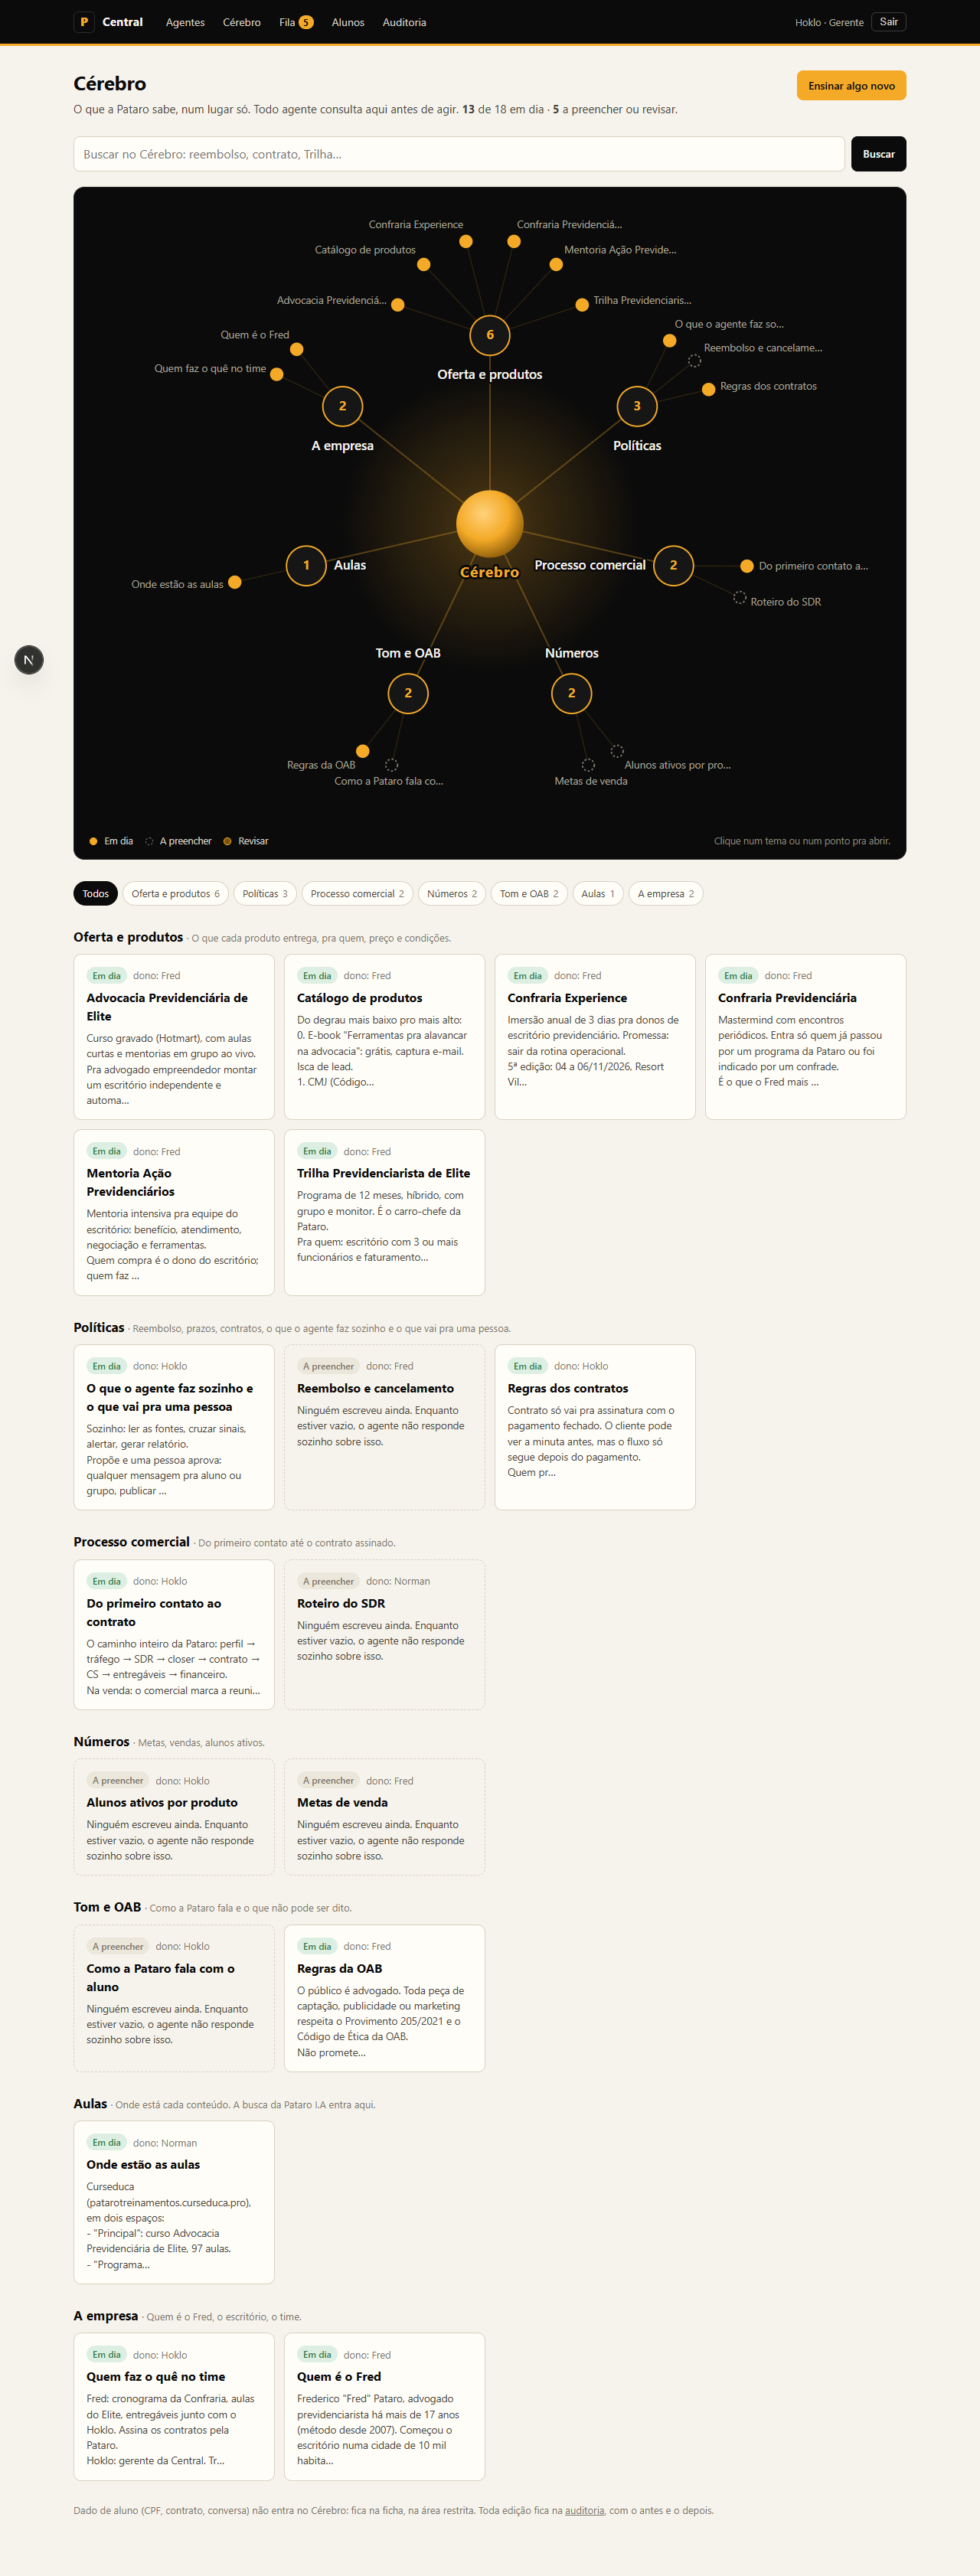 P Central Agentes Cérebro Fila 5 Alunos Auditoria Hoklo · Gerente Sair
Cérebro
Ensinar algo novo
O que a Pataro sabe, num lugar só. Todo agente consulta aqui antes de agir. 13 de 18 em dia · 5 a preencher ou revisar.
Buscar no Cérebro: reembolso, contrato, Trilha...
Buscar
Confraria Experience
Confraria Previdenciá...
Catálogo de produtos
Mentoria Ação Previde...
Advocacia Previdenciá...
Trilha Previdenciaris...
6
Oferta e produtos
Quem é o Fred
Quem faz o quê no time
2
A empresa
O que o agente faz so...
Reembolso e cancelame...
Regras dos contratos
3
Políticas
Onde estão as aulas
1
Aulas
Cérebro
Processo comercial
2
Do primeiro contato a...
Roteiro do SDR
Tom e OAB
2
Regras da OAB
Como a Pataro fala co...
Números
2
Alunos ativos por pro...
Metas de venda
N
Em dia
A preencher
Revisar
Clique num tema ou num ponto pra abrir.
Todos
Oferta e produtos 6
Políticas 3
Processo comercial 2
Números 2
Tom e OAB 2
Aulas 1
A empresa 2
Oferta e produtos · O que cada produto entrega, pra quem, preço e condições.
Em dia dono: Fred
Advocacia Previdenciária de
Elite
Curso gravado (Hotmart), com aulas
curtas e mentorias em grupo ao vivo.
Pra advogado empreendedor montar
um escritório independente e
automa...
Em dia dono: Fred
Catálogo de produtos
Do degrau mais baixo pro mais alto:
0. E-book "Ferramentas pra alavancar
na advocacia": grátis, captura e-mail.
Isca de lead.
1. CMJ (Código...
Em dia dono: Fred
Confraria Experience
Imersão anual de 3 dias pra donos de
escritório previdenciário. Promessa:
sair da rotina operacional.
5ª edição: 04 a 06/11/2026, Resort
Vil...
Em dia dono: Fred
Confraria Previdenciária
Mastermind com encontros
periódicos. Entra só quem já passou
por um programa da Pataro ou foi
indicado por um confrade.
É o que o Fred mais ...
Em dia dono: Fred
Mentoria Ação
Previdenciários
Mentoria intensiva pra equipe do
escritório: benefício, atendimento,
negociação e ferramentas.
Quem compra é o dono do escritório;
quem faz ...
Em dia dono: Fred
Trilha Previdenciarista de Elite
Programa de 12 meses, híbrido, com
grupo e monitor. É o carro-chefe da
Pataro.
Pra quem: escritório com 3 ou mais
funcionários e faturamento...
Políticas · Reembolso, prazos, contratos, o que o agente faz sozinho e o que vai pra uma pessoa.
Em dia dono: Hoklo
O que o agente faz sozinho e
o que vai pra uma pessoa
Sozinho: ler as fontes, cruzar sinais,
alertar, gerar relatório.
Propõe e uma pessoa aprova:
qualquer mensagem pra aluno ou
grupo, publicar ...
A preencher dono: Fred
Reembolso e cancelamento
Ninguém escreveu ainda. Enquanto
estiver vazio, o agente não responde
sozinho sobre isso.
Em dia dono: Hoklo
Regras dos contratos
Contrato só vai pra assinatura com o
pagamento fechado. O cliente pode
ver a minuta antes, mas o fluxo só
segue depois do pagamento.
Quem pr...
Processo comercial · Do primeiro contato até o contrato assinado.
Em dia dono: Hoklo
Do primeiro contato ao
contrato
O caminho inteiro da Pataro: perfil →
tráfego → SDR → closer → contrato →
CS → entregáveis → financeiro.
Na venda: o comercial marca a reuni...
A preencher dono: Norman
Roteiro do SDR
Ninguém escreveu ainda. Enquanto
estiver vazio, o agente não responde
sozinho sobre isso.
Números · Metas, vendas, alunos ativos.
A preencher dono: Hoklo
Alunos ativos por produto
Ninguém escreveu ainda. Enquanto
estiver vazio, o agente não responde
sozinho sobre isso.
A preencher dono: Fred
Metas de venda
Ninguém escreveu ainda. Enquanto
estiver vazio, o agente não responde
sozinho sobre isso.
Tom e OAB · Como a Pataro fala e o que não pode ser dito.
A preencher dono: Hoklo
Como a Pataro fala com o
aluno
Ninguém escreveu ainda. Enquanto
estiver vazio, o agente não responde
sozinho sobre isso.
Em dia dono: Fred
Regras da OAB
O público é advogado. Toda peça de
captação, publicidade ou marketing
respeita o Provimento 205/2021 e o
Código de Ética da OAB.
Não promete...
Aulas · Onde está cada conteúdo. A busca da Pataro I.A entra aqui.
Em dia dono: Norman
Onde estão as aulas
Curseduca
(patarotreinamentos.curseduca.pro),
em dois espaços:
- "Principal": curso Advocacia
Previdenciária de Elite, 97 aulas.
- "Programa...
A empresa · Quem é o Fred, o escritório, o time.
Em dia dono: Hoklo
Quem faz o quê no time
Fred: cronograma da Confraria, aulas
do Elite, entregáveis junto com o
Hoklo. Assina os contratos pela
Pataro.
Hoklo: gerente da Central. Tr...
Em dia dono: Fred
Quem é o Fred
Frederico "Fred" Pataro, advogado
previdenciarista há mais de 17 anos
(método desde 2007). Começou o
escritório numa cidade de 10 mil
habita...
Dado de aluno (CPF, contrato, conversa) não entra no Cérebro: fica na ficha, na área restrita. Toda edição fica na auditoria, com o antes e o depois.